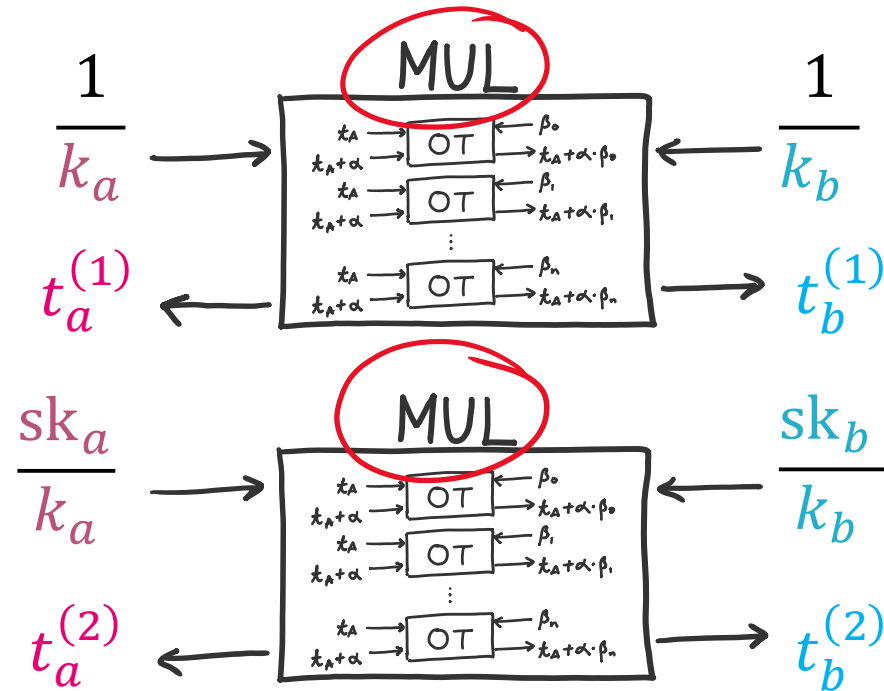 MUL
1/k_a
1/k_b
t_A OT β_0
t_A+α t_A+α·β_0
t_A OT β_1
t_A+α t_A+α·β_1
⋮
t_A OT β_n
t_A+α t_A+α·β_n
t_a^(1)
t_b^(1)
MUL
sk_a/k_a
sk_b/k_b
t_A OT β_0
t_A+α t_A+α·β_0
t_A OT β_1
t_A+α t_A+α·β_1
⋮
t_A OT β_n
t_A+α t_A+α·β_n
t_a^(2)
t_b^(2)